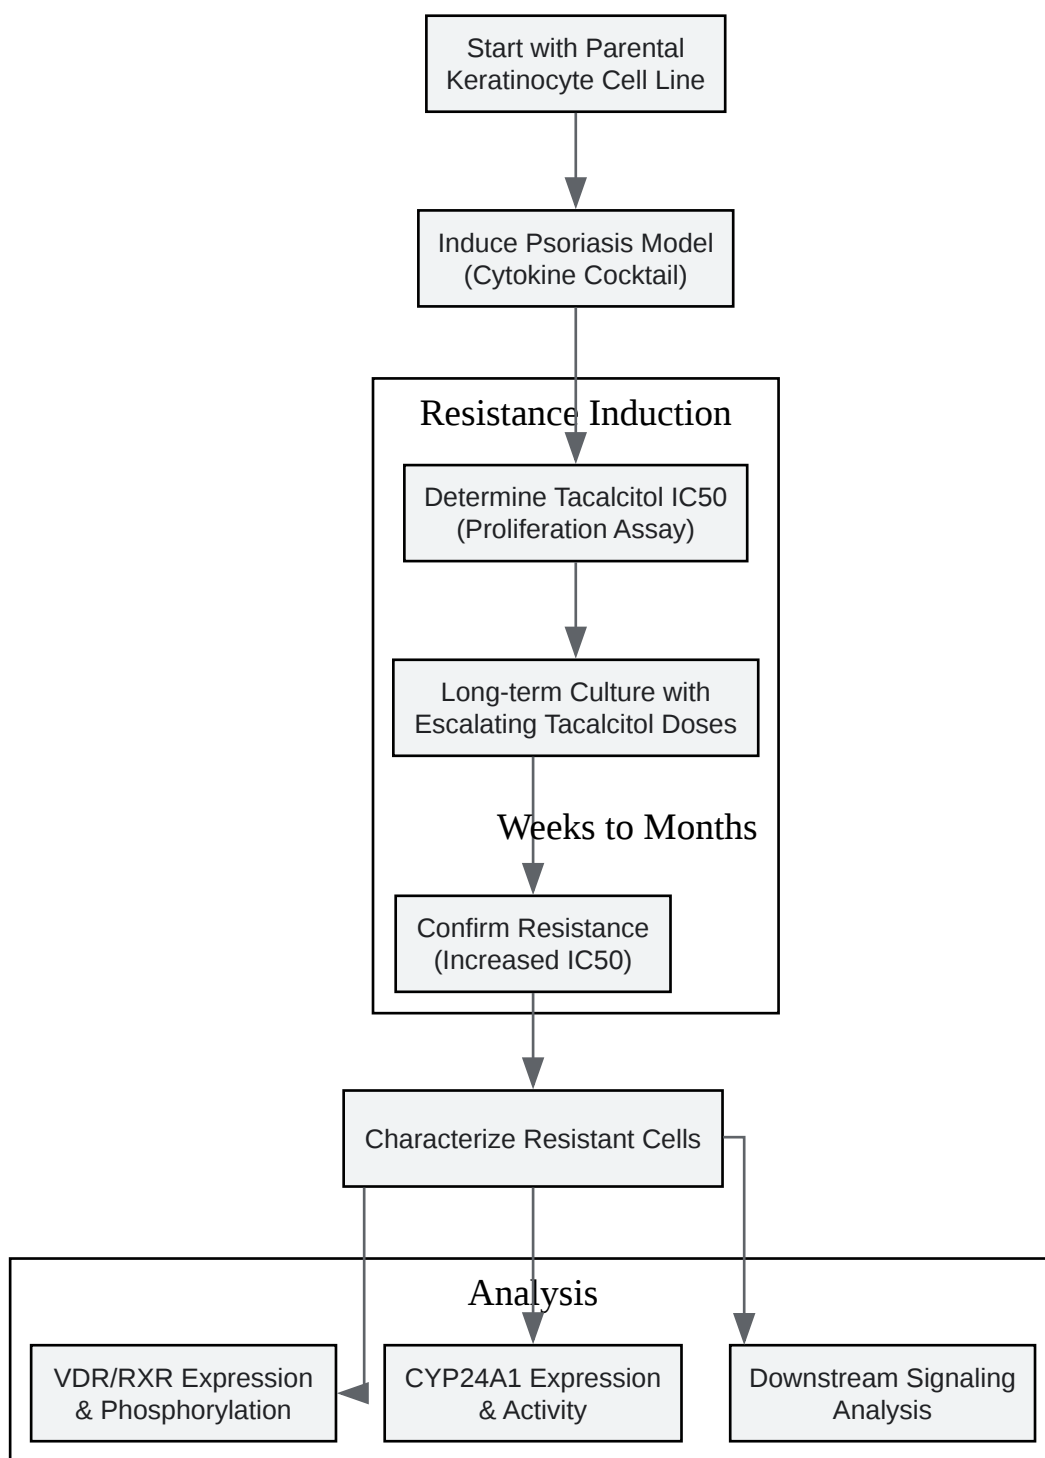 Start with Parental
Keratinocyte Cell Line
Induce Psoriasis Model
(Cytokine Cocktail)
Resistance Induction
Determine Tacalcitol IC50
(Proliferation Assay)
Long-term Culture with
Escalating Tacalcitol Doses
Weeks to Months
Confirm Resistance
(Increased IC50)
Characterize Resistant Cells
Analysis
VDR/RXR Expression
& Phosphorylation
CYP24A1 Expression
& Activity
Downstream Signaling
Analysis